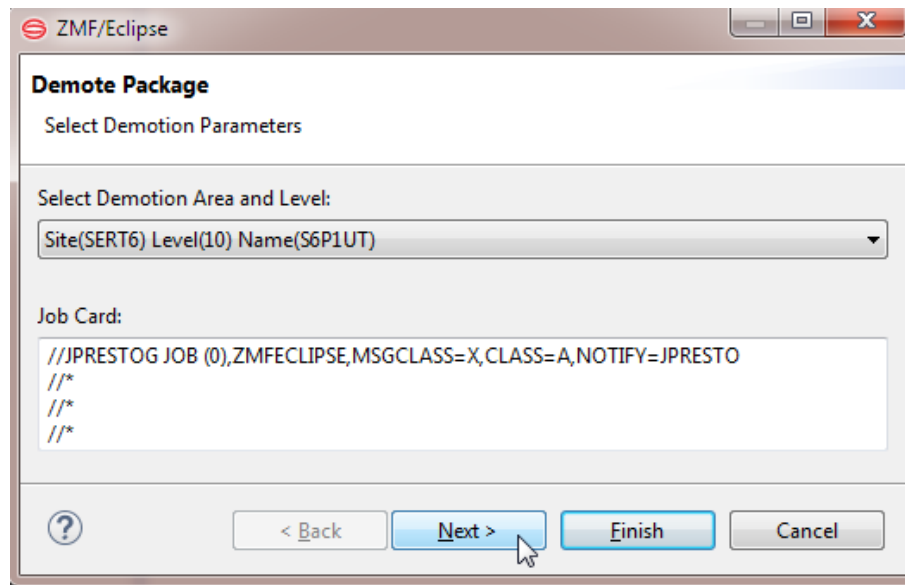 ZMF/Eclipse
Demote Package
Select Demotion Parameters
Select Demotion Area and Level:
Site(SERT6) Level(10) Name(S6P1UT)
Job Card:
//JPRESTOG JOB (0),ZMFECLIPSE,MSGCLASS=X,CLASS=A,NOTIFY=JPRESTO
//*
//*
//*
? < Back Next > Finish Cancel